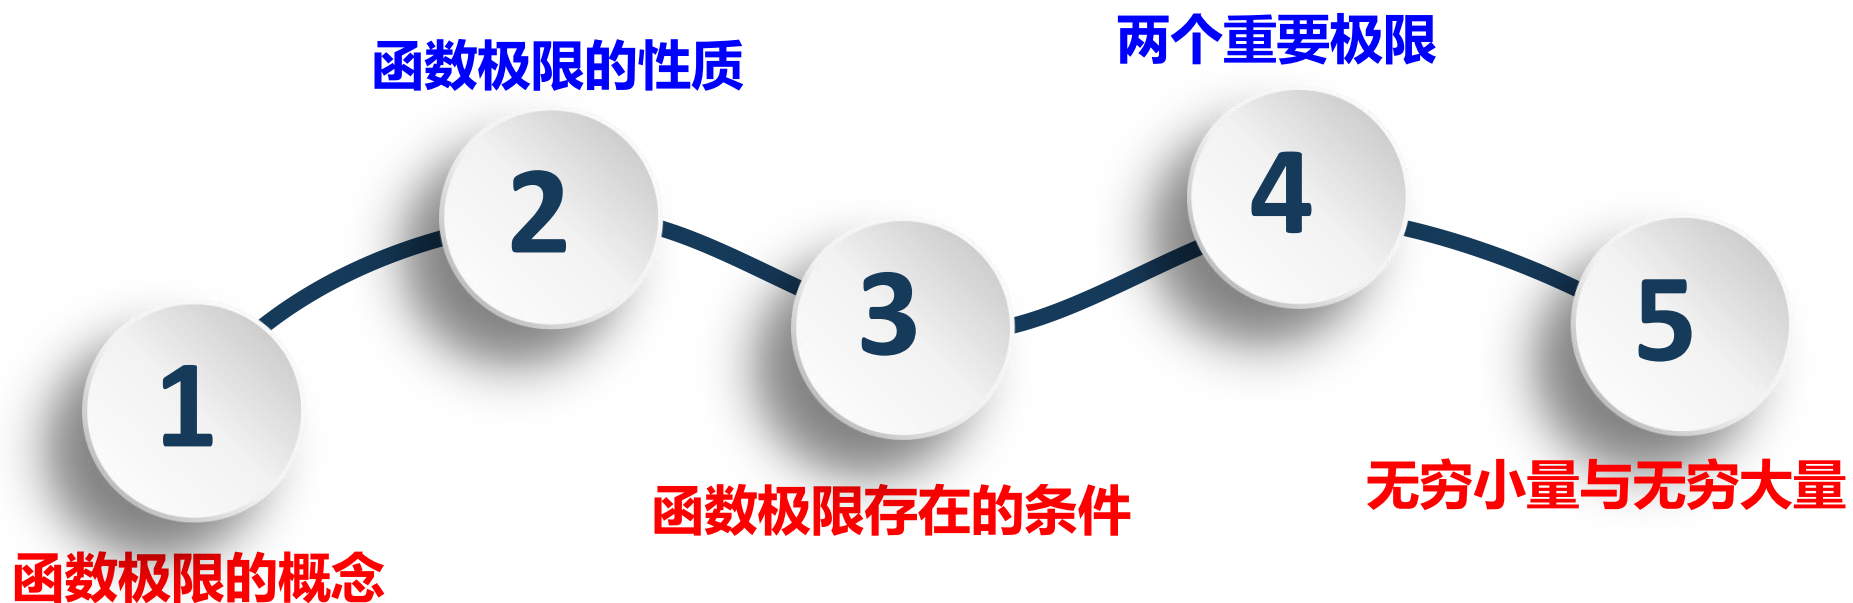 1
函数极限的概念
2
函数极限的性质
3
函数极限存在的条件
4
两个重要极限
5
无穷小量与无穷大量